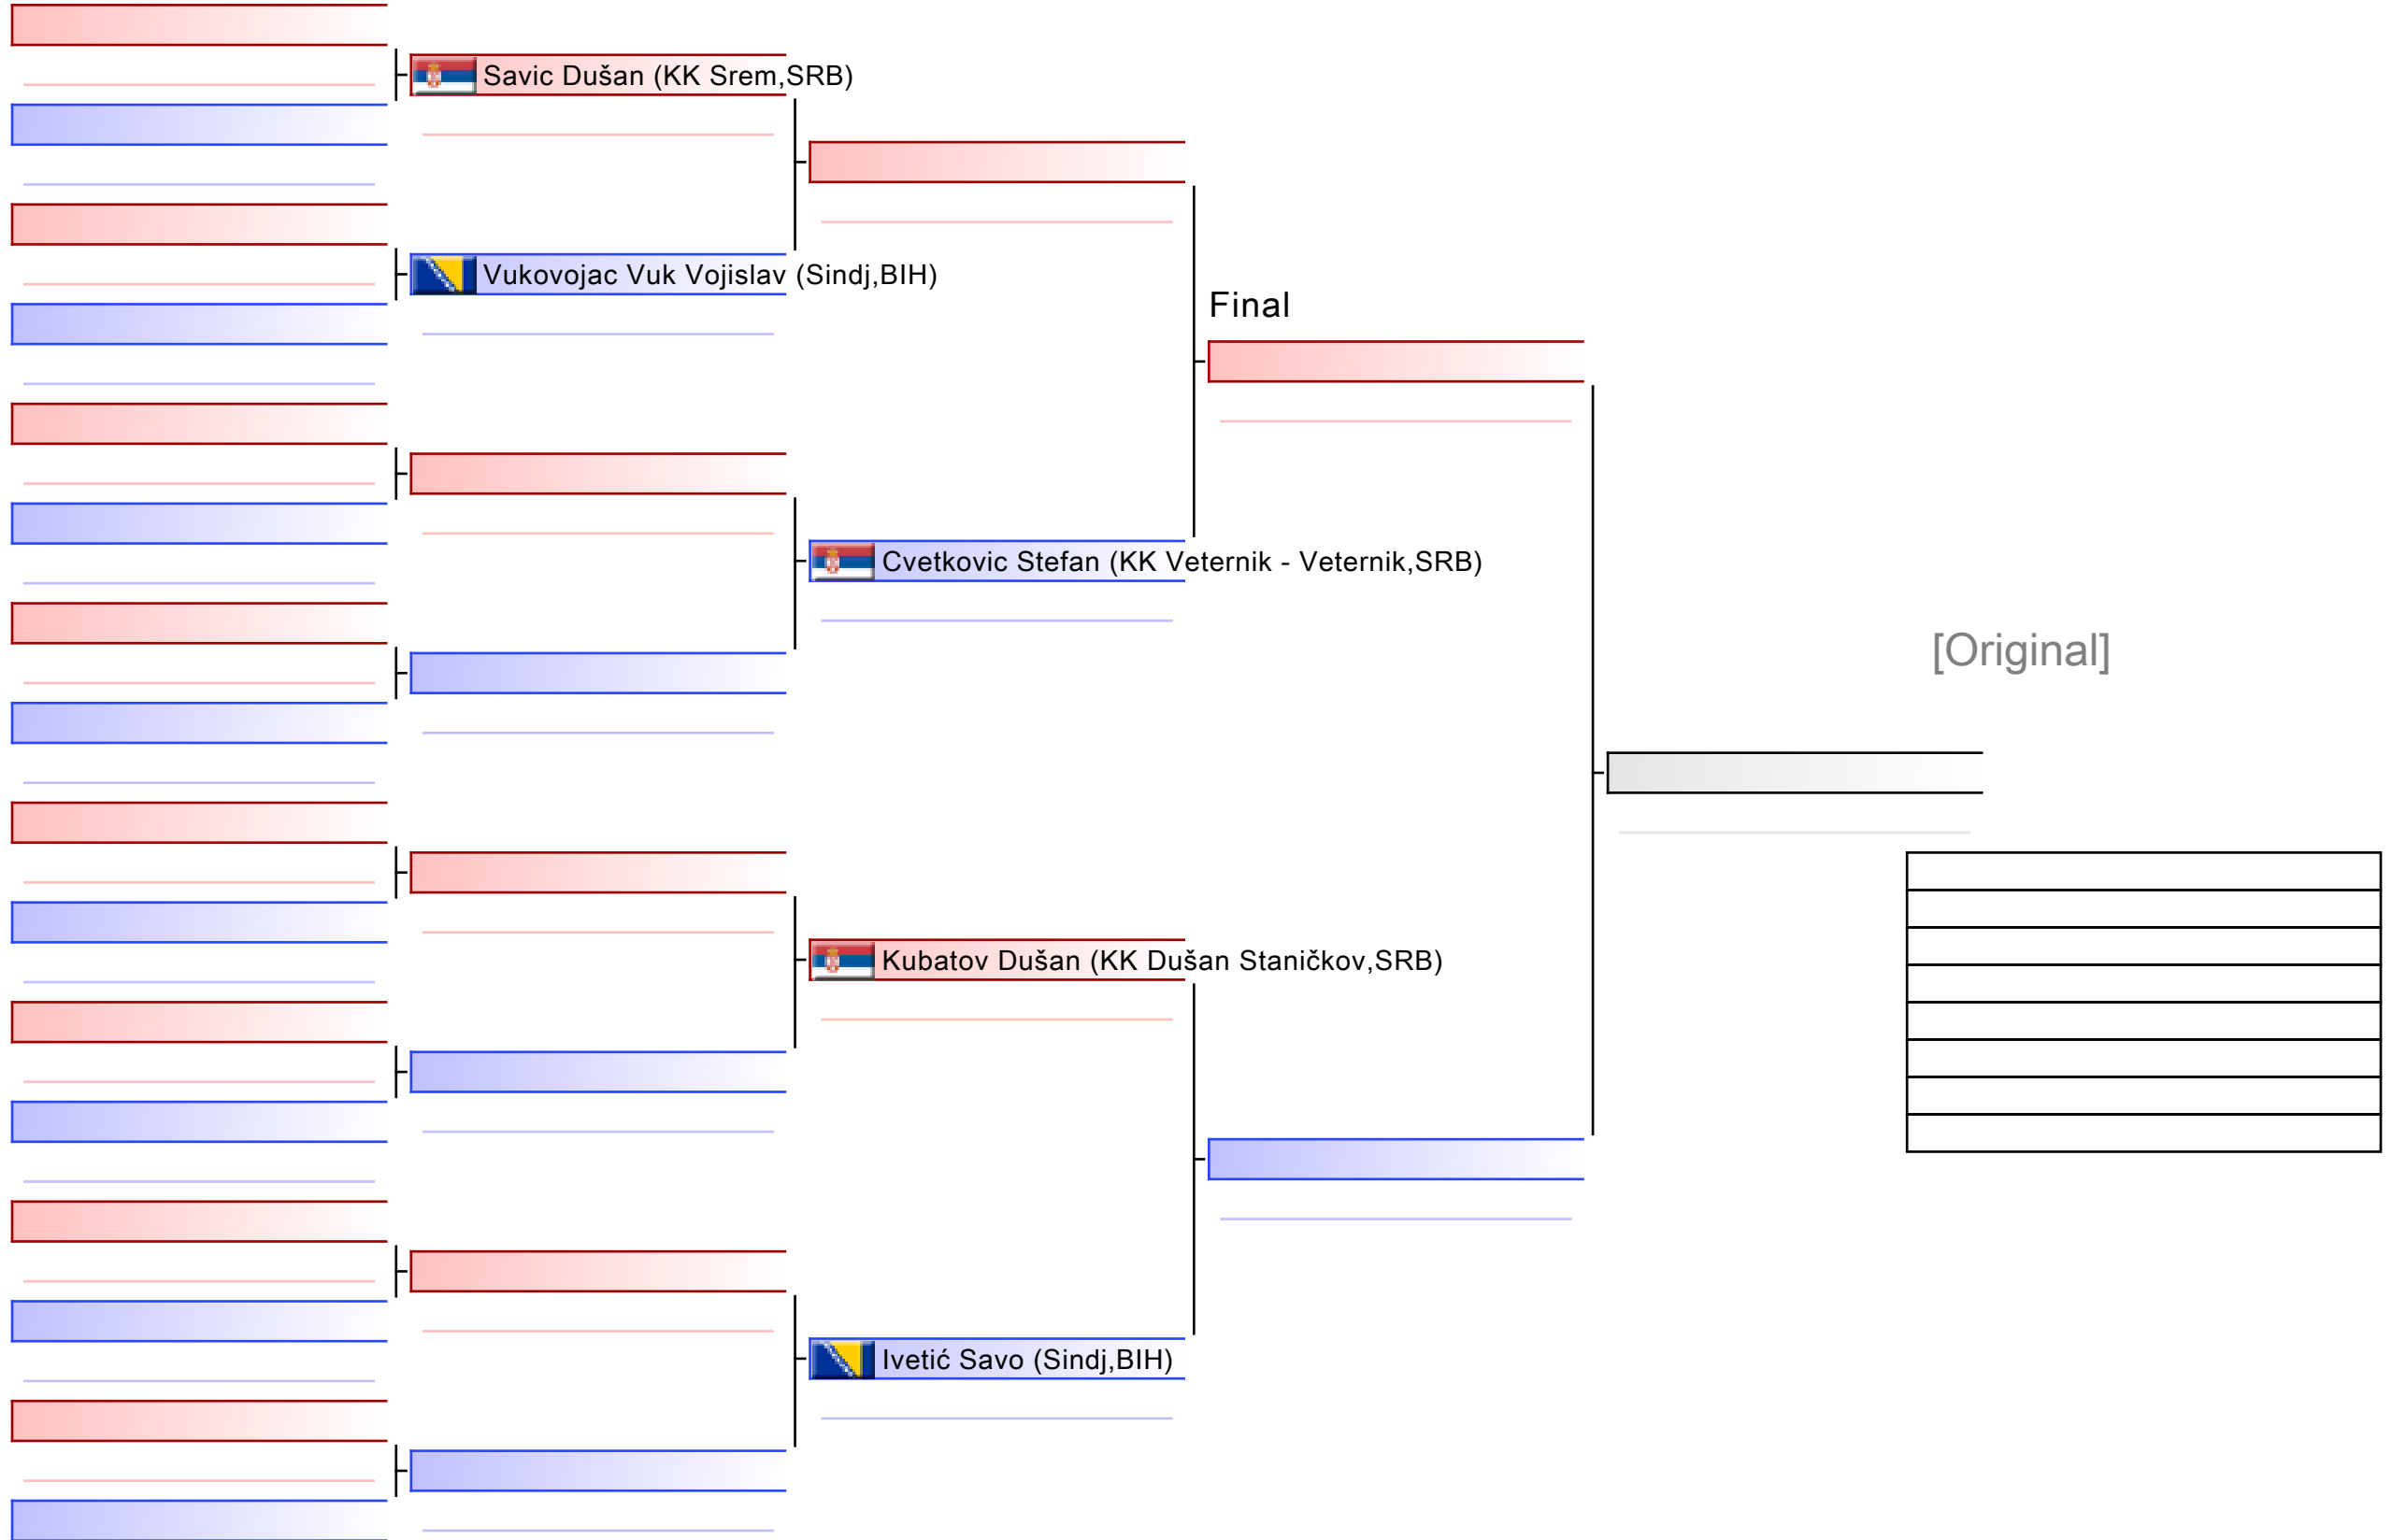 Savic Dušan (KK Srem,SRB)
Vukovojac Vuk Vojislav (Sindj,BIH)
Final
Cvetkovic Stefan (KK Veternik - Veternik,SRB)
[Original]
Kubatov Dušan (KK Dušan Staničkov,SRB)
Ivetić Savo (Sindj,BIH)